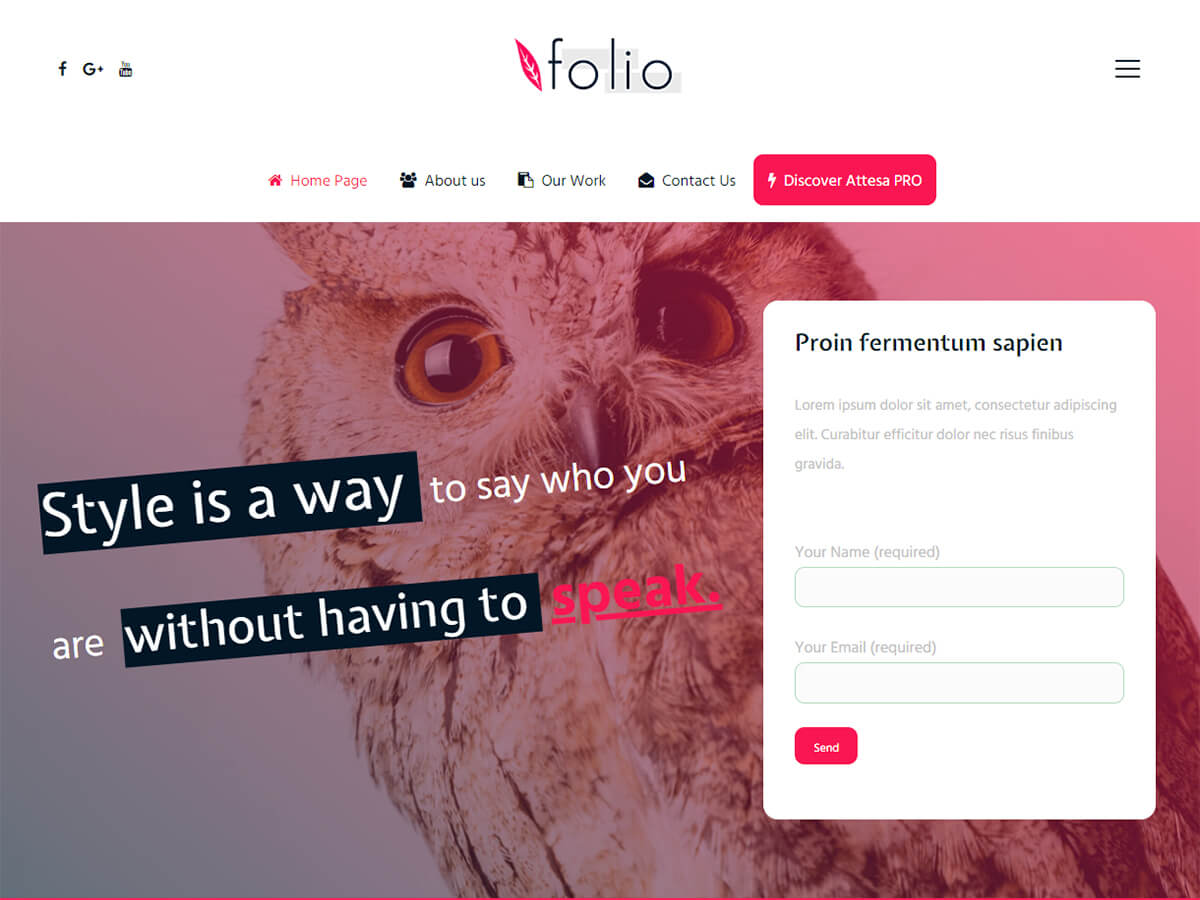 G+
You Tube
folio
Home Page
About us
Our Work
Contact Us
Discover Attesa PRO
Style is a way to say who you
are without having to speak.
Proin fermentum sapien
Lorem ipsum dolor sit amet, consectetur adipiscing
elit. Curabitur efficitur dolor nec risus finibus
gravida.
Your Name (required)
Your Email (required)
Send